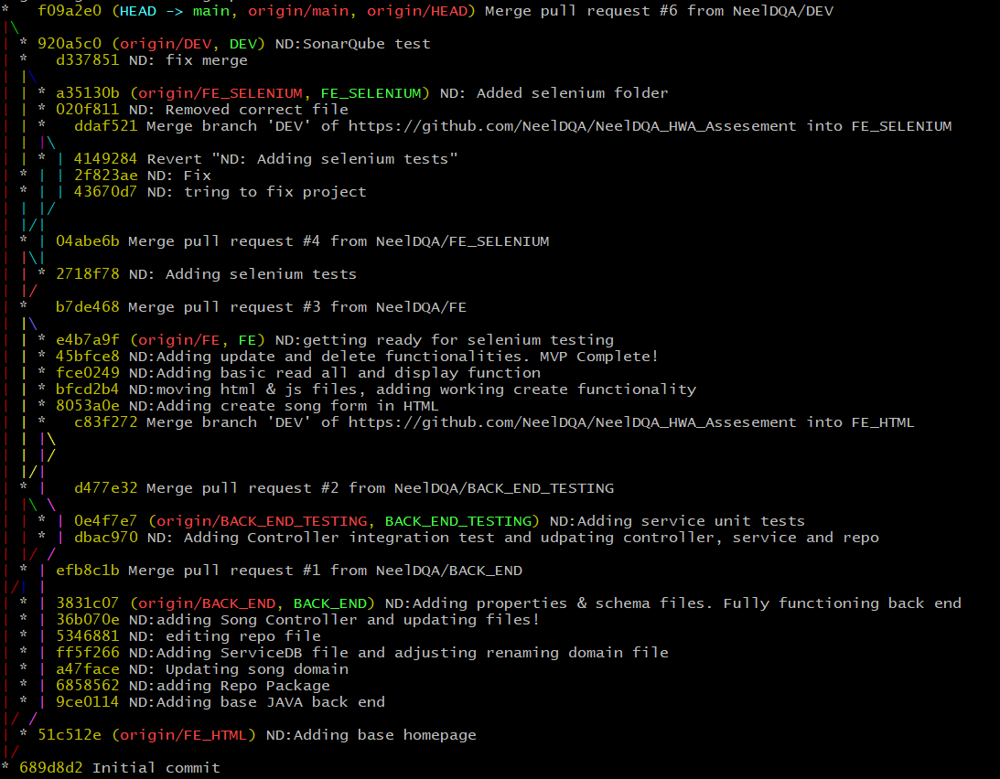 *   f09a2e0 (HEAD -> main, origin/main, origin/HEAD) Merge pull request #6 from NeelDQA/DEV
|\
| * 920a5c0 (origin/DEV, DEV) ND:SonarQube test
| *   d337851 ND: fix merge
| |\
| | * a35130b (origin/FE_SELENIUM, FE_SELENIUM) ND: Added selenium folder
| | * 020f811 ND: Removed correct file
| | *   ddaf521 Merge branch 'DEV' of https://github.com/NeelDQA/NeelDQA_HWA_Assesement into FE_SELENIUM
| | |\
| | * | 4149284 Revert "ND: Adding selenium tests"
| * | | 2f823ae ND: Fix
| * | | 43670d7 ND: tring to fix project
| | |/
| |/|
| * | 04abe6b Merge pull request #4 from NeelDQA/FE_SELENIUM
| |\|
| | * 2718f78 ND: Adding selenium tests
| |/
| *   b7de468 Merge pull request #3 from NeelDQA/FE
| |\
| | * e4b7a9f (origin/FE, FE) ND:getting ready for selenium testing
| | * 45bfce8 ND:Adding update and delete functionalities. MVP Complete!
| | * fce0249 ND:Adding basic read all and display function
| | * bfcd2b4 ND:moving html & js files, adding working create functionality
| | * 8053a0e ND:Adding create song form in HTML
| | *   c83f272 Merge branch 'DEV' of https://github.com/NeelDQA/NeelDQA_HWA_Assesement into FE_HTML
| | |\
| | |/
| |/|
| * |   d477e32 Merge pull request #2 from NeelDQA/BACK_END_TESTING
| |\ \
| | * | 0e4f7e7 (origin/BACK_END_TESTING, BACK_END_TESTING) ND:Adding service unit tests
| | * | dbac970 ND: Adding Controller integration test and udpating controller, service and repo
| |/ /
| * | efb8c1b Merge pull request #1 from NeelDQA/BACK_END
|/| |
| * | 3831c07 (origin/BACK_END, BACK_END) ND:Adding properties & schema files. Fully functioning back end
| * | 36b070e ND:adding Song Controller and updating files!
| * | 5346881 ND: editing repo file
| * | ff5f266 ND:Adding ServiceDB file and adjusting renaming domain file
| * | a47face ND: Updating song domain
| * | 6858562 ND:adding Repo Package
| * | 9ce0114 ND:Adding base JAVA back end
|/ /
| * 51c512e (origin/FE_HTML) ND:Adding base homepage
|/
* 689d8d2 Initial commit